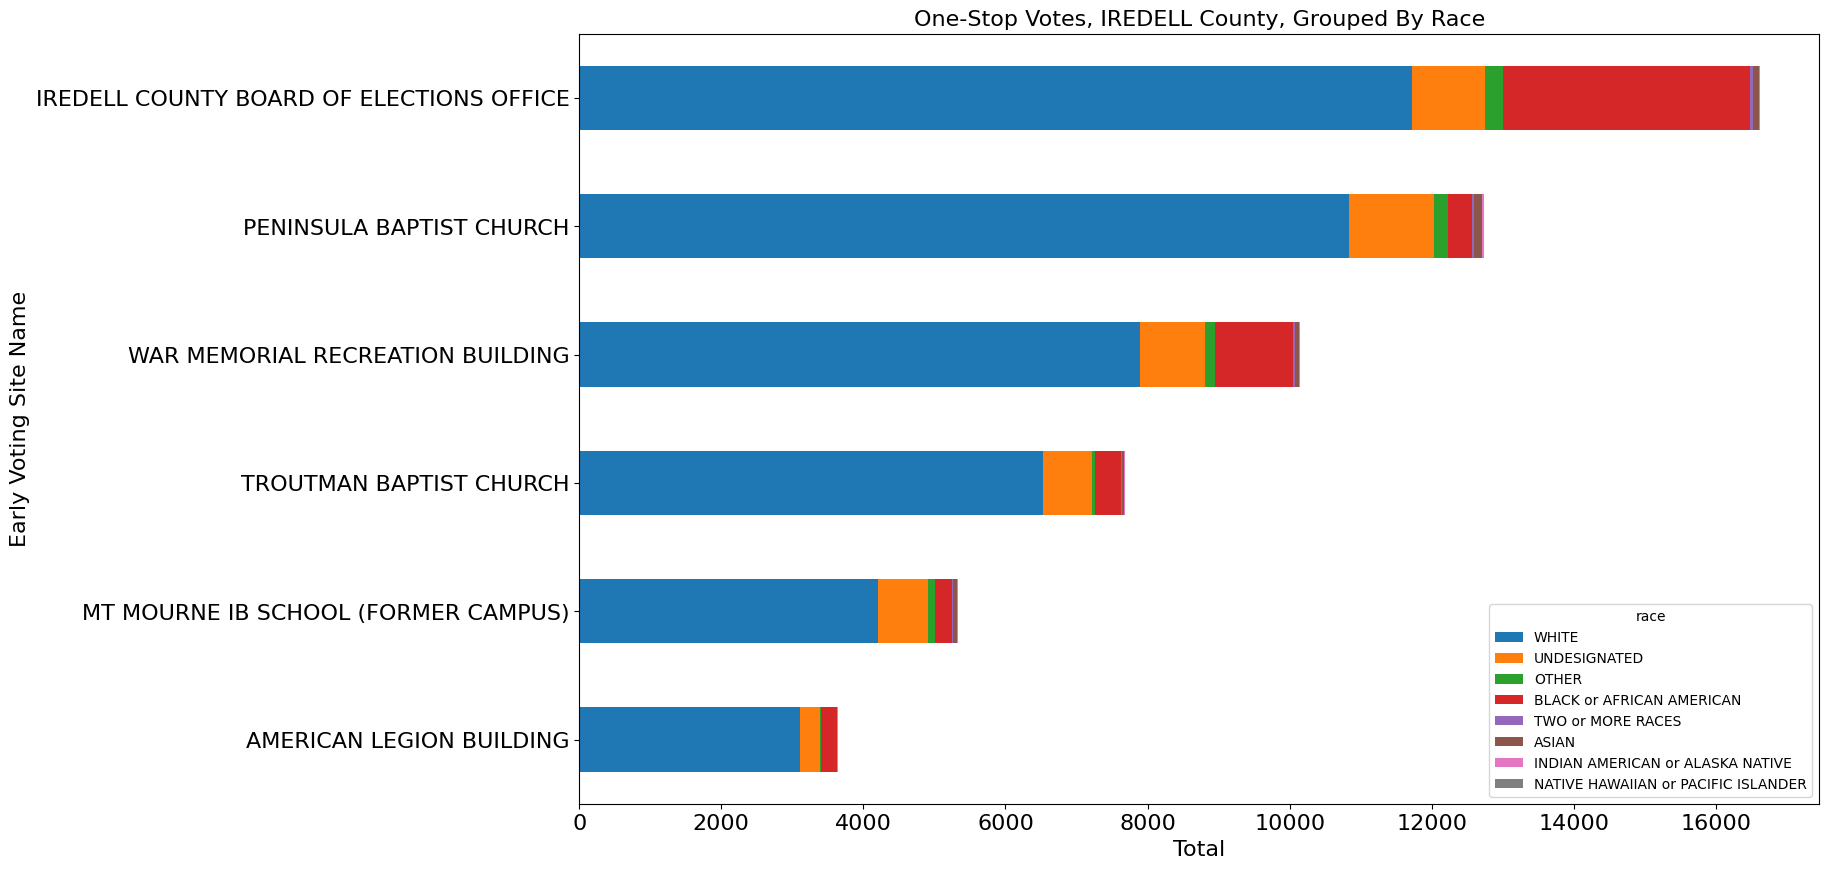 One-Stop Votes, IREDELL County, Grouped By Race
Early Voting Site Name
IREDELL COUNTY BOARD OF ELECTIONS OFFICE
PENINSULA BAPTIST CHURCH
WAR MEMORIAL RECREATION BUILDING
TROUTMAN BAPTIST CHURCH
MT MOURNE IB SCHOOL (FORMER CAMPUS)
AMERICAN LEGION BUILDING
race
WHITE
UNDESIGNATED
OTHER
BLACK or AFRICAN AMERICAN
TWO or MORE RACES
ASIAN
INDIAN AMERICAN or ALASKA NATIVE
NATIVE HAWAIIAN or PACIFIC ISLANDER
0 2000 4000 6000 8000 10000 12000 14000 16000
Total